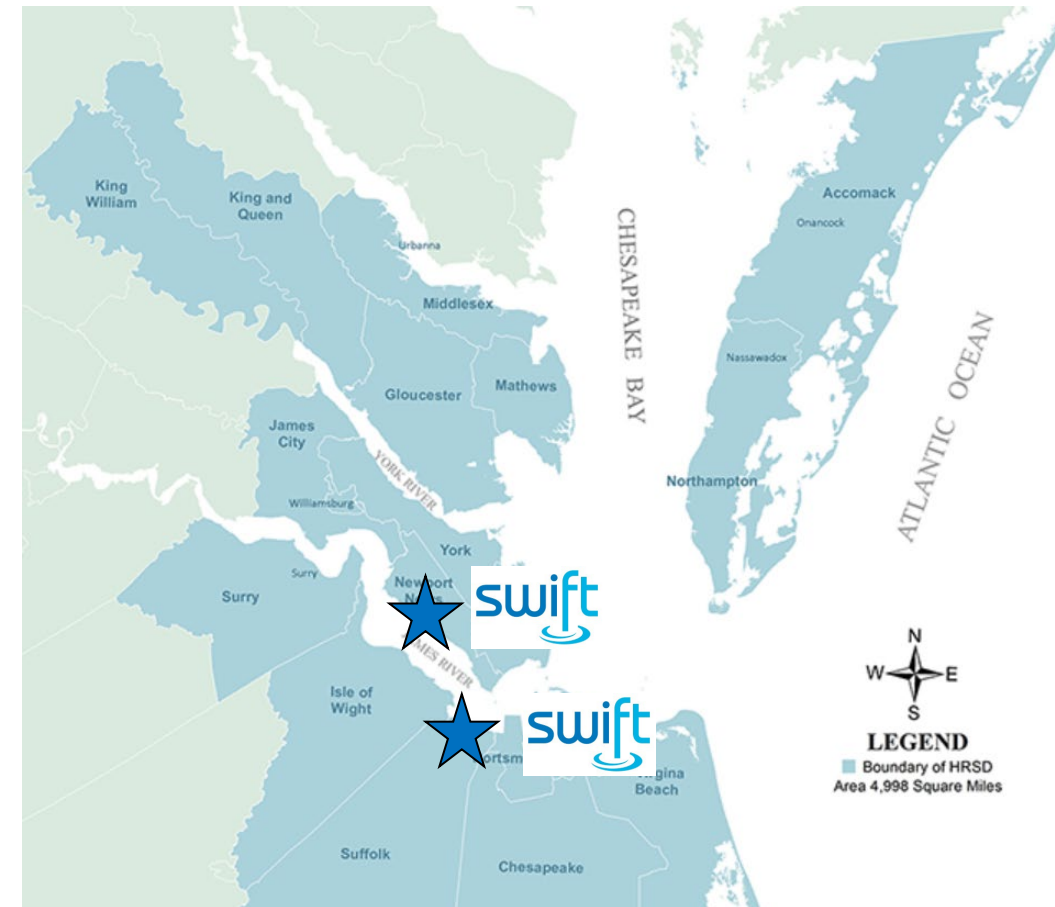 King
William
King and
Queen
Urbanna
Middlesex
CHESAPEAKE BAY
Accomack
Onancock
ATLANTIC OCEAN
Nassawadox
Gloucester
Mathews
James
City
YORK RIVER
Williamsburg
Northampton
York
Surry
Surry
Newport
swift
RIVER
Isle of
Wight
swift
Beach
Suffolk
Chesapeake
N
W
E
S
LEGEND
Boundary of HRSD
Area 4,998 Square Miles